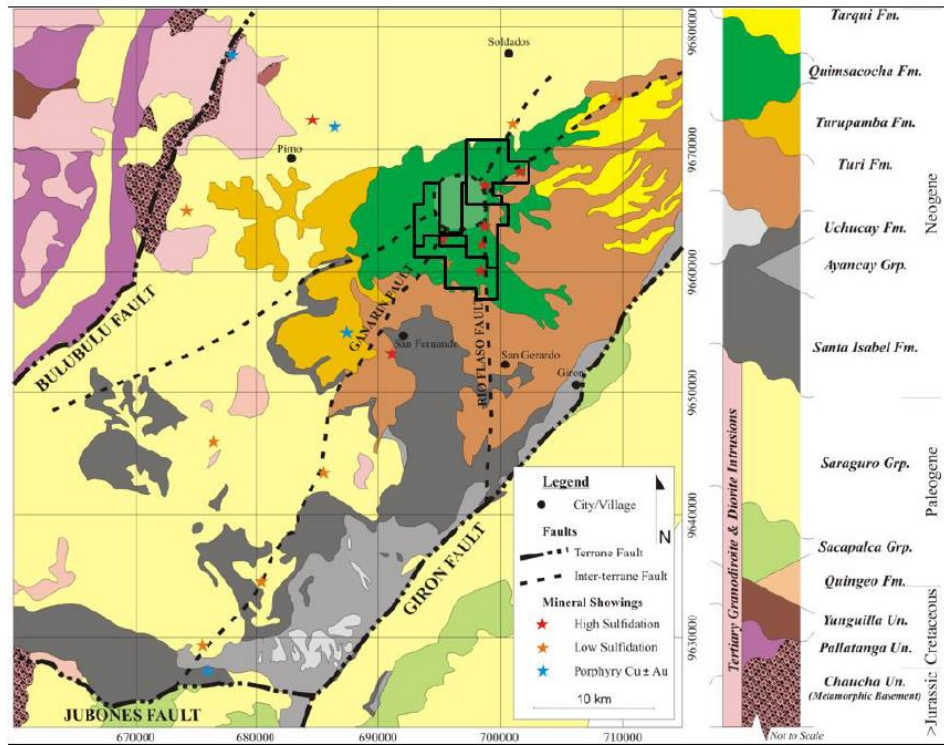 Soldados
Pimo
San Fernando
San Gerardo
Giron
BULUBULU FAULT
GANARIN FAULT
RIO FLASO FAULT
GIRON FAULT
JUBONES FAULT
9680000
9670000
9660000
9650000
9640000
9630000
670000
680000
690000
700000
710000
Legend
City/Village
Faults
Terrane Fault
Inter-terrane Fault
Mineral Showings
High Sulfidation
Low Sulfidation
Porphyry Cu ± Au
N
10 km
Tarqui Fm.
Quimsacocha Fm.
Turupamba Fm.
Turi Fm.
Uchucay Fm.
Ayancay Grp.
Santa Isabel Fm.
Saraguro Grp.
Sacapalca Grp.
Quingeo Fm.
Yunguilla Un.
Pallatanga Un.
Chaucha Un.
(Metamorphic Basement)
Not to Scale
Tertiary Granodiroite & Diorite Intrusions
Neogene
Paleogene
Cretaceous
>Jurassic